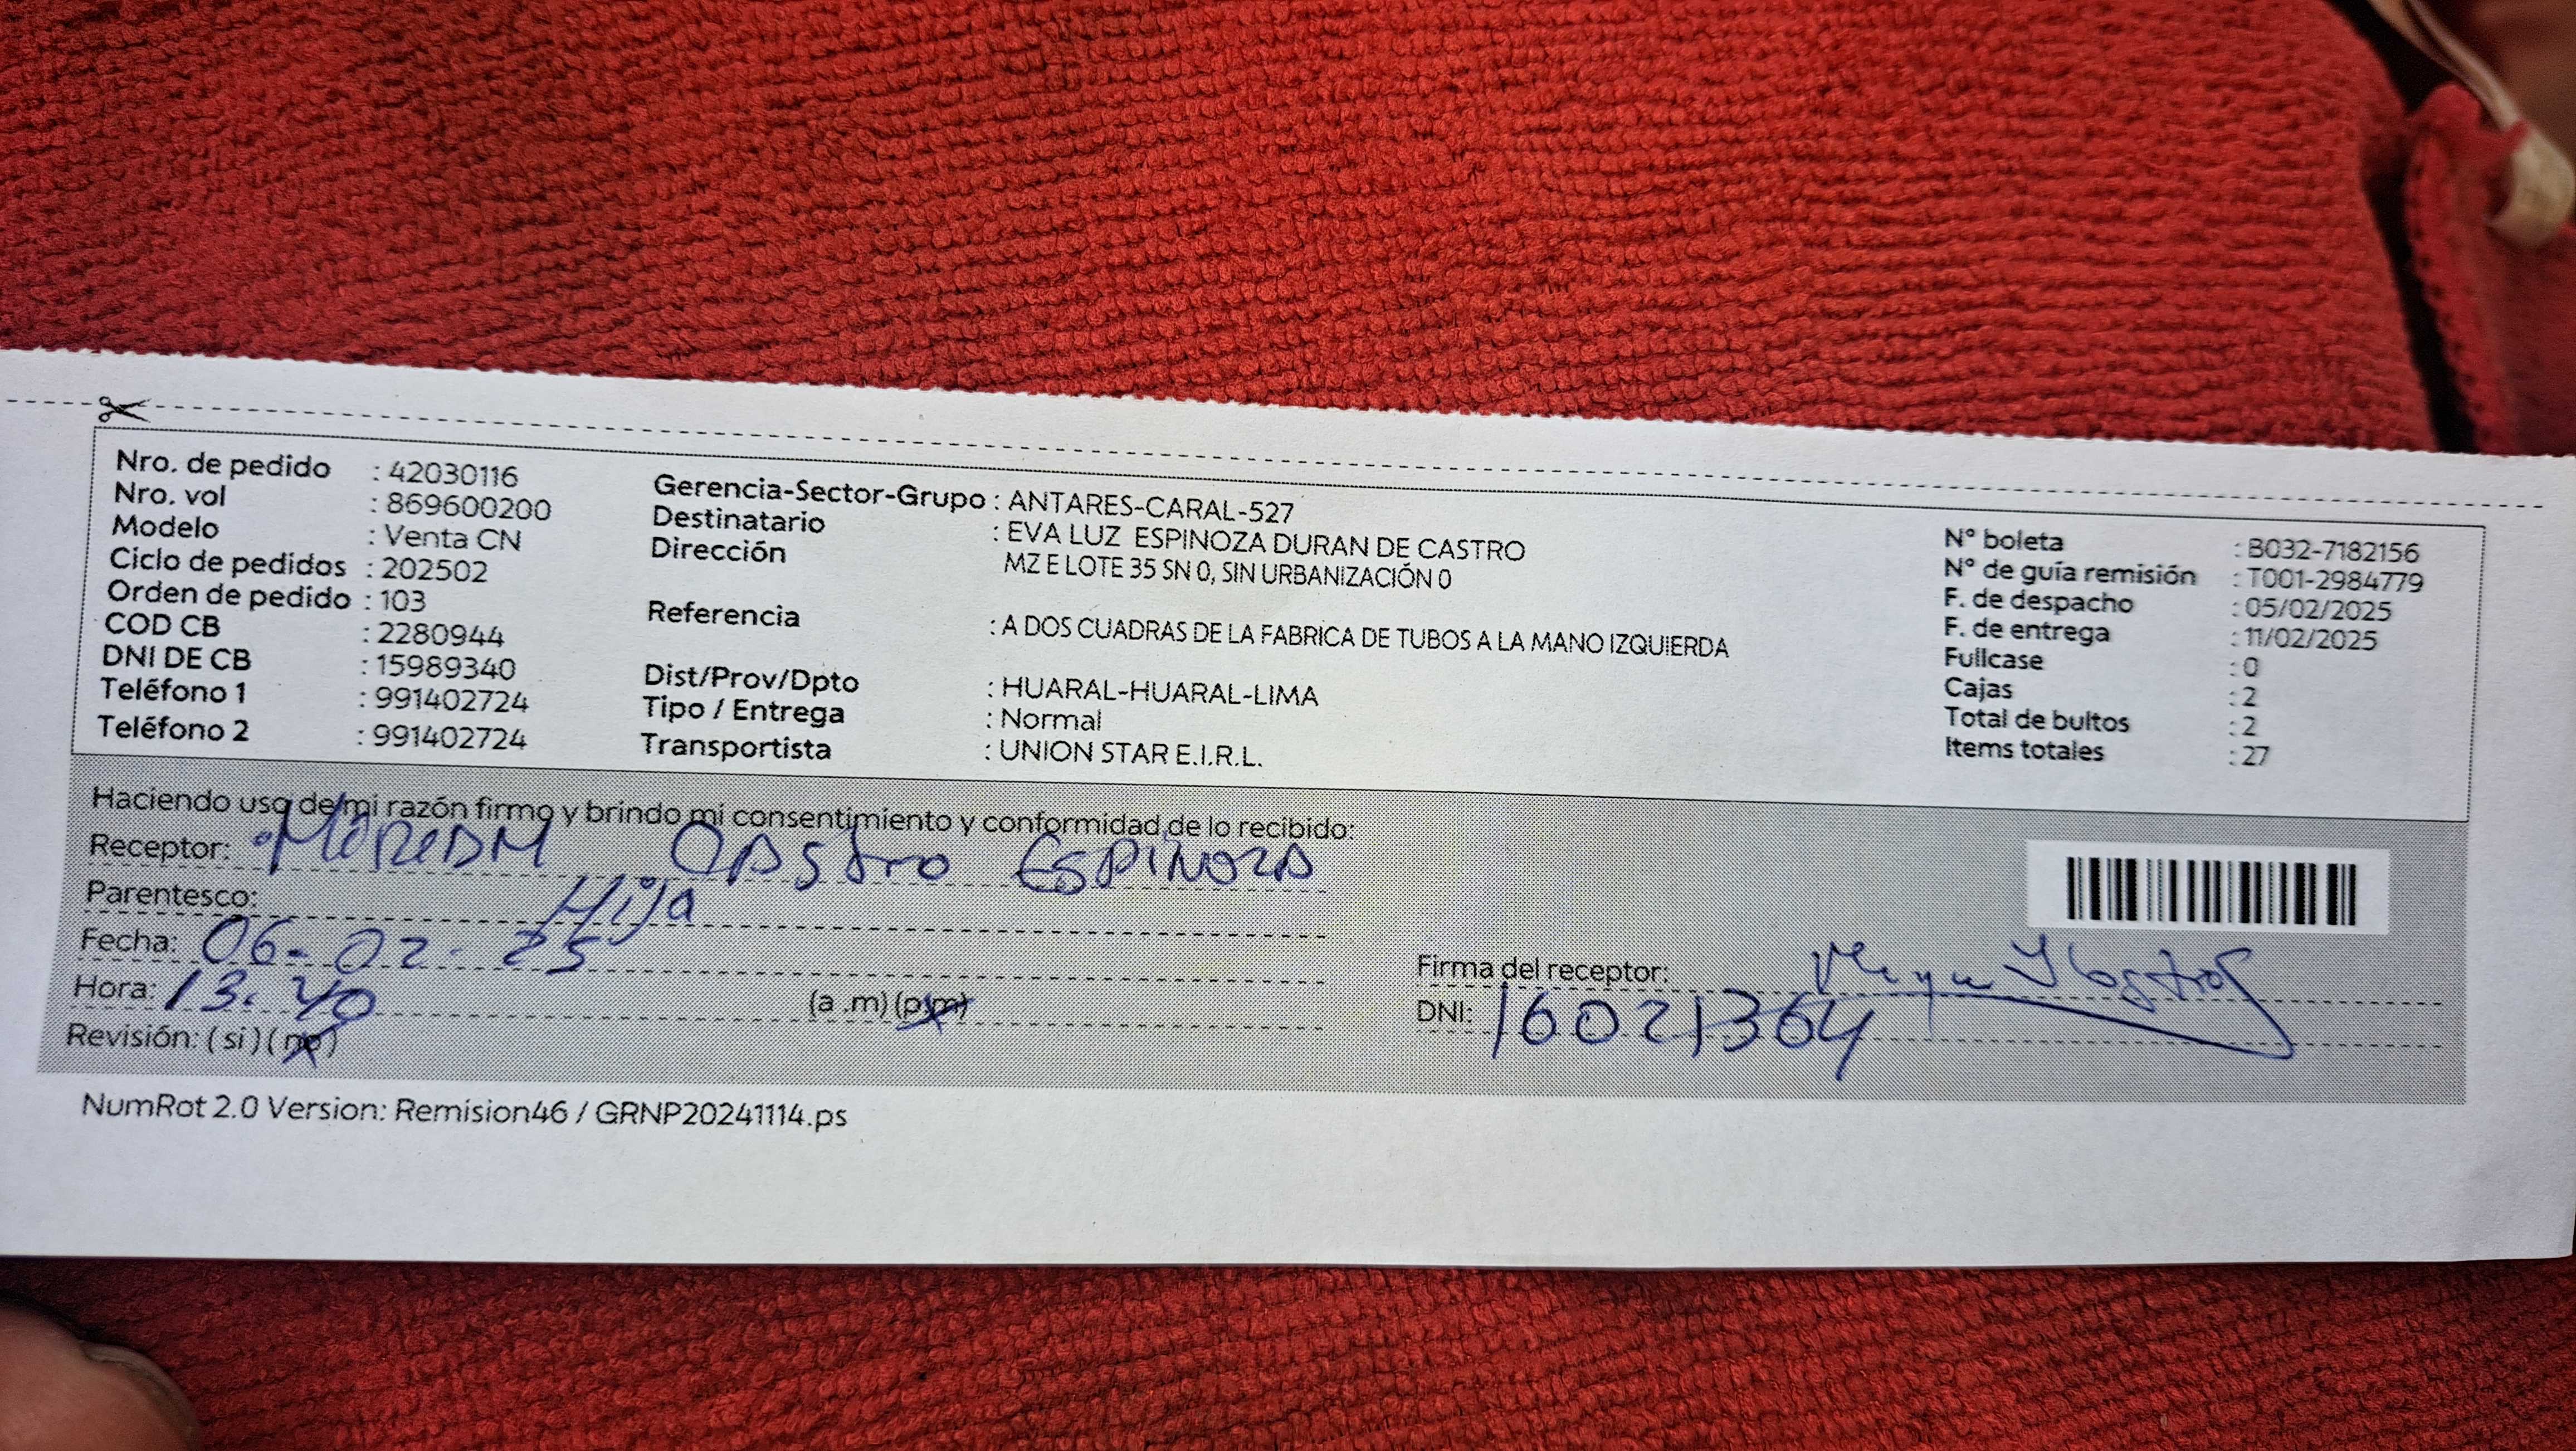 Nro. de pedido : 42030116
Nro. vol : 869600200
Modelo : Venta CN
Ciclo de pedidos : 202502
Orden de pedido : 103
COD CB : 2280944
DNI DE CB : 15989340
Teléfono 1 : 991402724
Teléfono 2 : 991402724
Gerencia-Sector-Grupo : ANTARES-CARAL-527
Destinatario : EVA LUZ ESPINOZA DURAN DE CASTRO
Dirección MZ E LOTE 35 SN 0, SIN URBANIZACIÓN 0
Referencia : A DOS CUADRAS DE LA FABRICA DE TUBOS A LA MANO IZQUIERDA
Dist/Prov/Dpto : HUARAL-HUARAL-LIMA
Tipo / Entrega : Normal
Transportista : UNION STAR E.I.R.L.
N° boleta : B032-7182156
N° de guía remisión : T001-2984779
F. de despacho : 05/02/2025
F. de entrega : 11/02/2025
Fullcase : 0
Cajas : 2
Total de bultos : 2
Items totales : 27
Haciendo uso de mi razón firmo y brindo mi consentimiento y conformidad de lo recibido:
Receptor: CAstro ESPINOZA
Parentesco: Hija
Fecha: 06-02-25
Hora: 13:40 (a .m) (p.m)
Revisión: ( si ) ( no )
Firma del receptor:
DNI: 16021364
NumRot 2.0 Version: Remision46 / GRNP20241114.ps